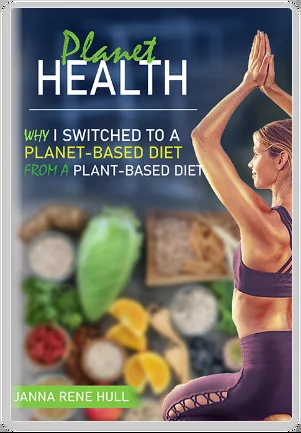 Planet
HEALTH
WHY I SWITCHED TO A
PLANET-BASED DIET
FROM A PLANT-BASED DIET
JANNA RENE HULL